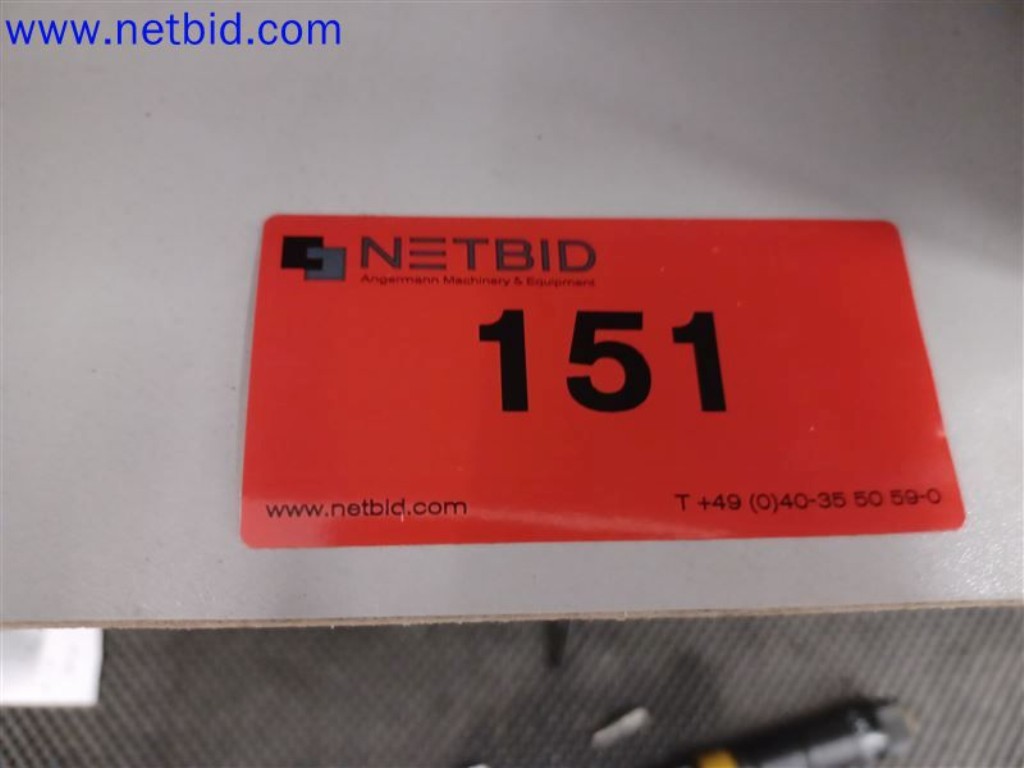 www.netbid.com
NETBID
Angermann Machinery & Equipment
151
www.netbid.com
T +49 (0)40-35 50 59-0